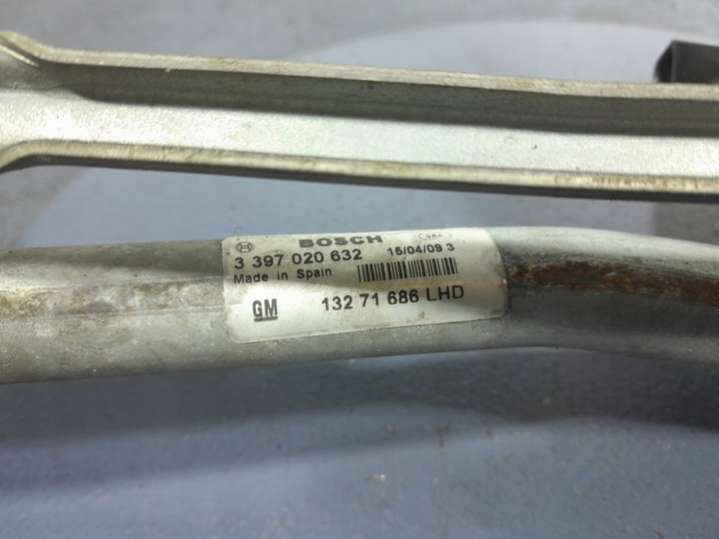 BOSCH
3 397 020 632 15/04/09 3
Made in Spain
GM 132 71 686 LHD